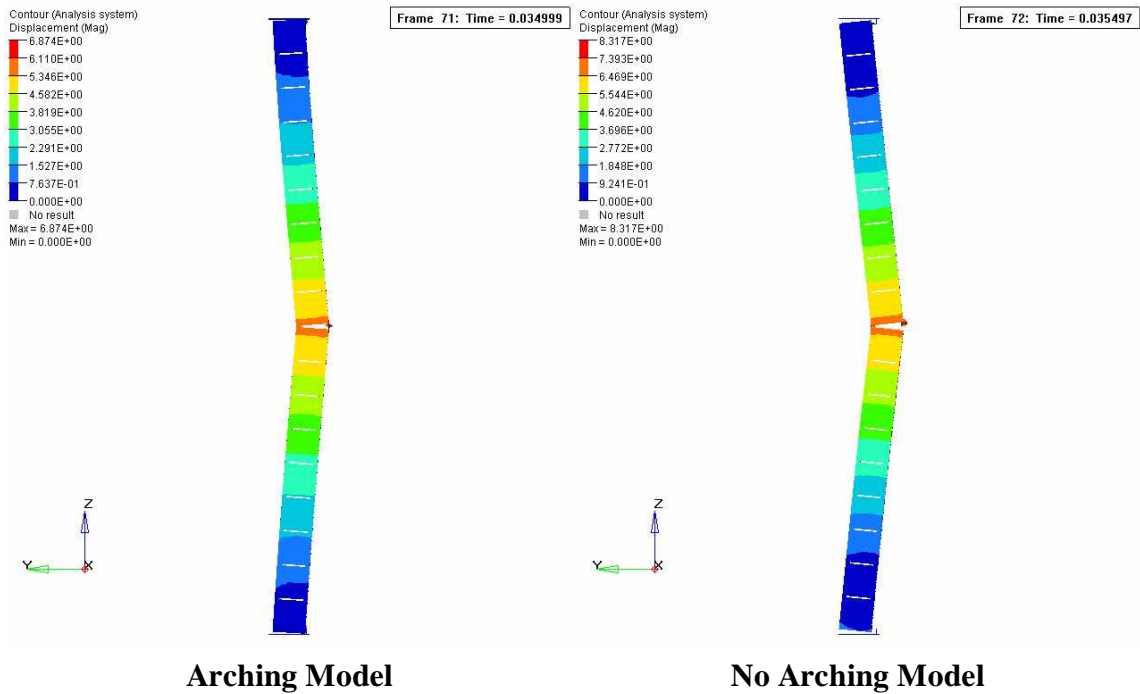 Contour (Analysis system)
Displacement (Mag)
6.874E+00
6.110E+00
5.346E+00
4.582E+00
3.819E+00
3.055E+00
2.291E+00
1.527E+00
7.637E-01
0.000E+00
No result
Max = 6.874E+00
Min = 0.000E+00
Frame 71: Time = 0.034999
Z
Y
X
Arching Model
Contour (Analysis system)
Displacement (Mag)
8.317E+00
7.393E+00
6.469E+00
5.544E+00
4.620E+00
3.696E+00
2.772E+00
1.848E+00
9.241E-01
0.000E+00
No result
Max = 8.317E+00
Min = 0.000E+00
Frame 72: Time = 0.035497
Z
Y
X
No Arching Model